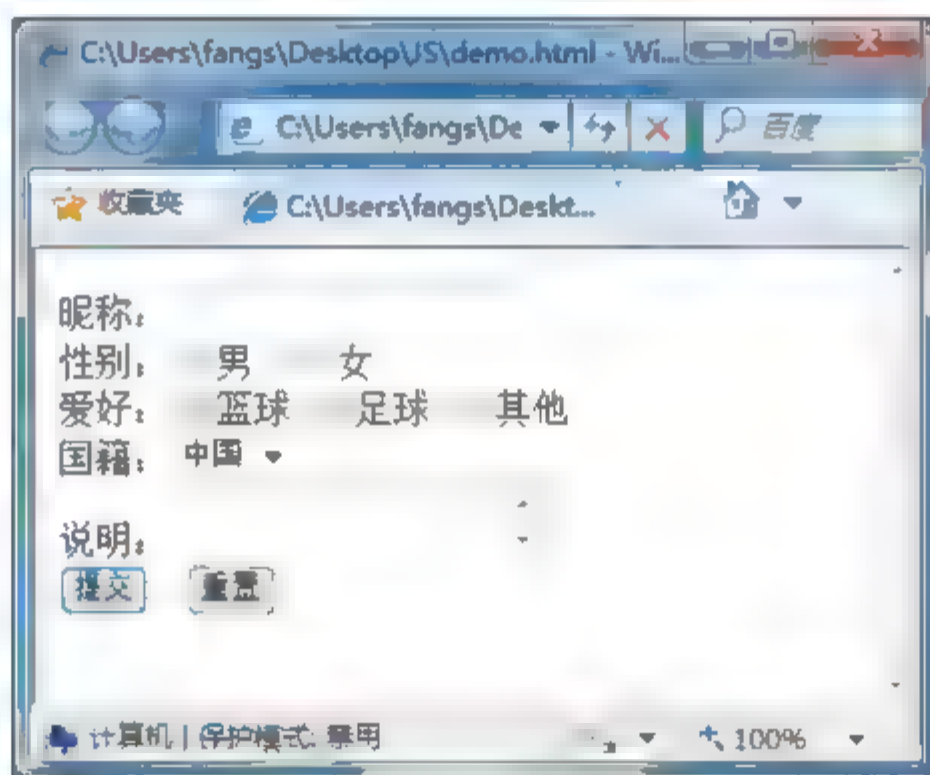 C:\Users\fangs\Desktop\JS\demo.html - Wi...
C:\Users\fangs\De 百度
收藏夹 C:\Users\fangs\Deskt...
昵称:
性别: 男 女
爱好: 篮球 足球 其他
国籍: 中国
说明:
提交 重置
计算机 | 保护模式: 禁用 100%